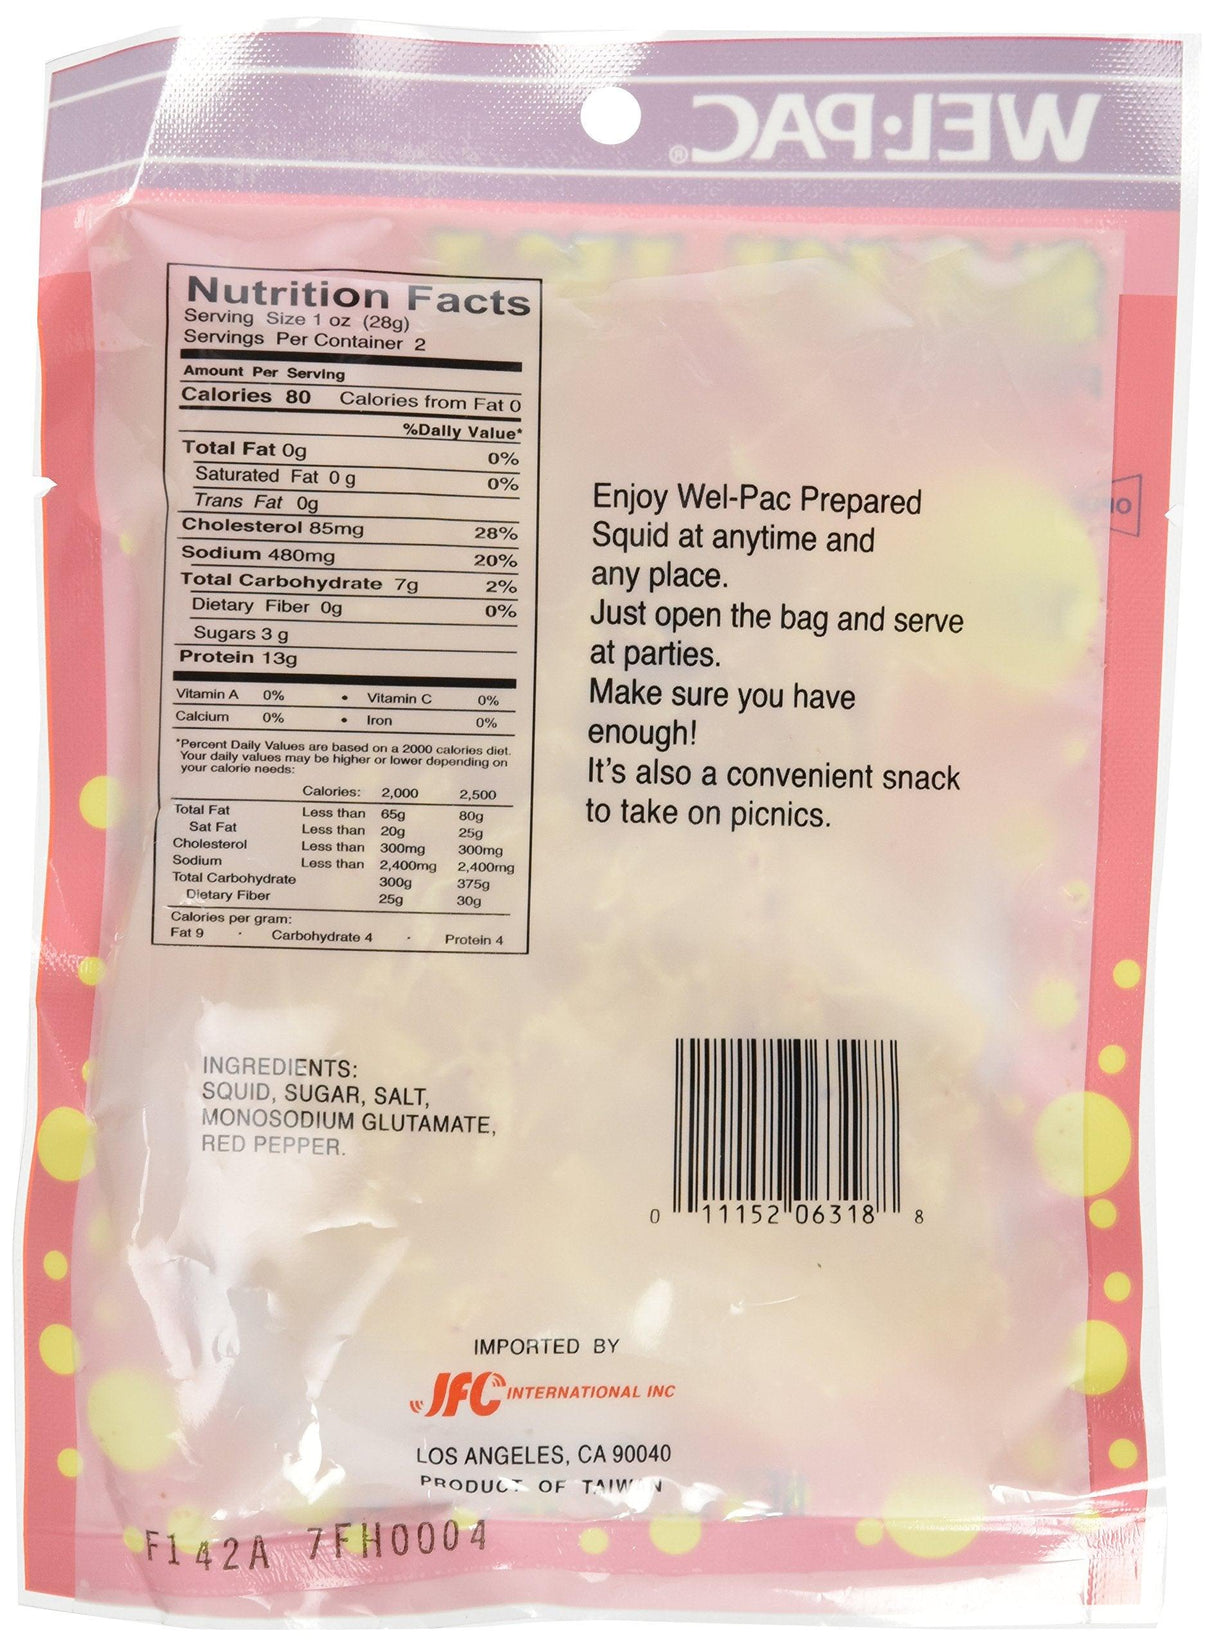 WEL·PAC®
Nutrition Facts
Serving Size 1 oz (28g)
Servings Per Container 2
Amount Per Serving
Calories 80 Calories from Fat 0
%Daily Value*
Total Fat 0g 0%
Saturated Fat 0 g 0%
Trans Fat 0g
Cholesterol 85mg 28%
Sodium 480mg 20%
Total Carbohydrate 7g 2%
Dietary Fiber 0g 0%
Sugars 3 g
Protein 13g
Vitamin A 0% • Vitamin C 0%
Calcium 0% • Iron 0%
*Percent Daily Values are based on a 2000 calories diet.
Your daily values may be higher or lower depending on
your calorie needs:
Calories: 2,000 2,500
Total Fat Less than 65g 80g
Sat Fat Less than 20g 25g
Cholesterol Less than 300mg 300mg
Sodium Less than 2,400mg 2,400mg
Total Carbohydrate 300g 375g
Dietary Fiber 25g 30g
Calories per gram:
Fat 9 · Carbohydrate 4 · Protein 4
Enjoy Wel-Pac Prepared
Squid at anytime and
any place.
Just open the bag and serve
at parties.
Make sure you have
enough!
It's also a convenient snack
to take on picnics.
INGREDIENTS:
SQUID, SUGAR, SALT,
MONOSODIUM GLUTAMATE,
RED PEPPER.
0 11152 06318 8
IMPORTED BY
JFC INTERNATIONAL INC
LOS ANGELES, CA 90040
PRODUCT OF TAIWAN
F142A 7FH0004